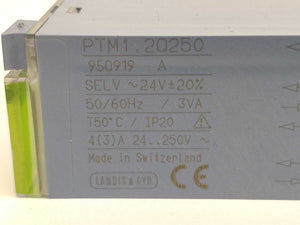 PTM1.2Q250
950919 A
SELV ~24V±20%
50/60Hz / 3VA
T50°C / IP20
4(3)A 24..250V ~
Made in Switzerland
LANDIS & GYR CE